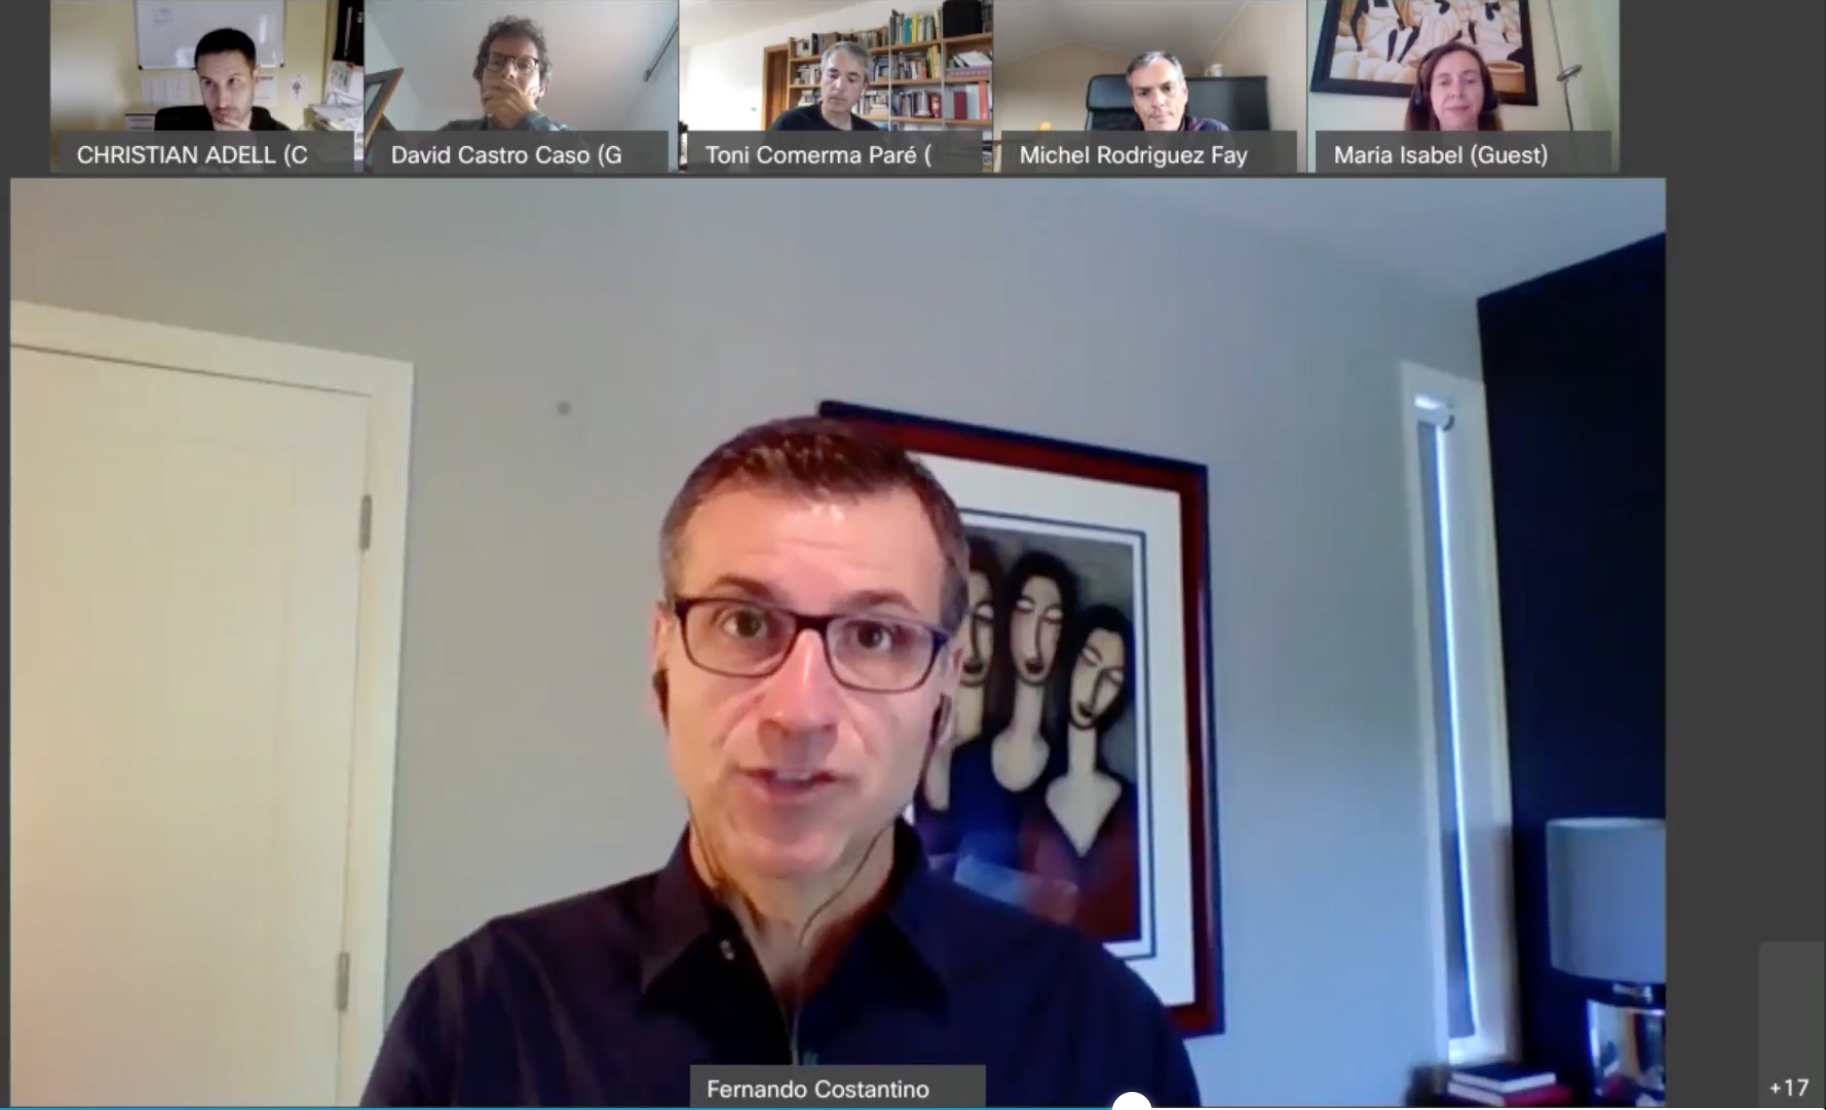 CHRISTIAN ADELL (C
David Castro Caso (G
Toni Comerma Paré (
Michel Rodriguez Fay
Maria Isabel (Guest)
Fernando Costantino
+17